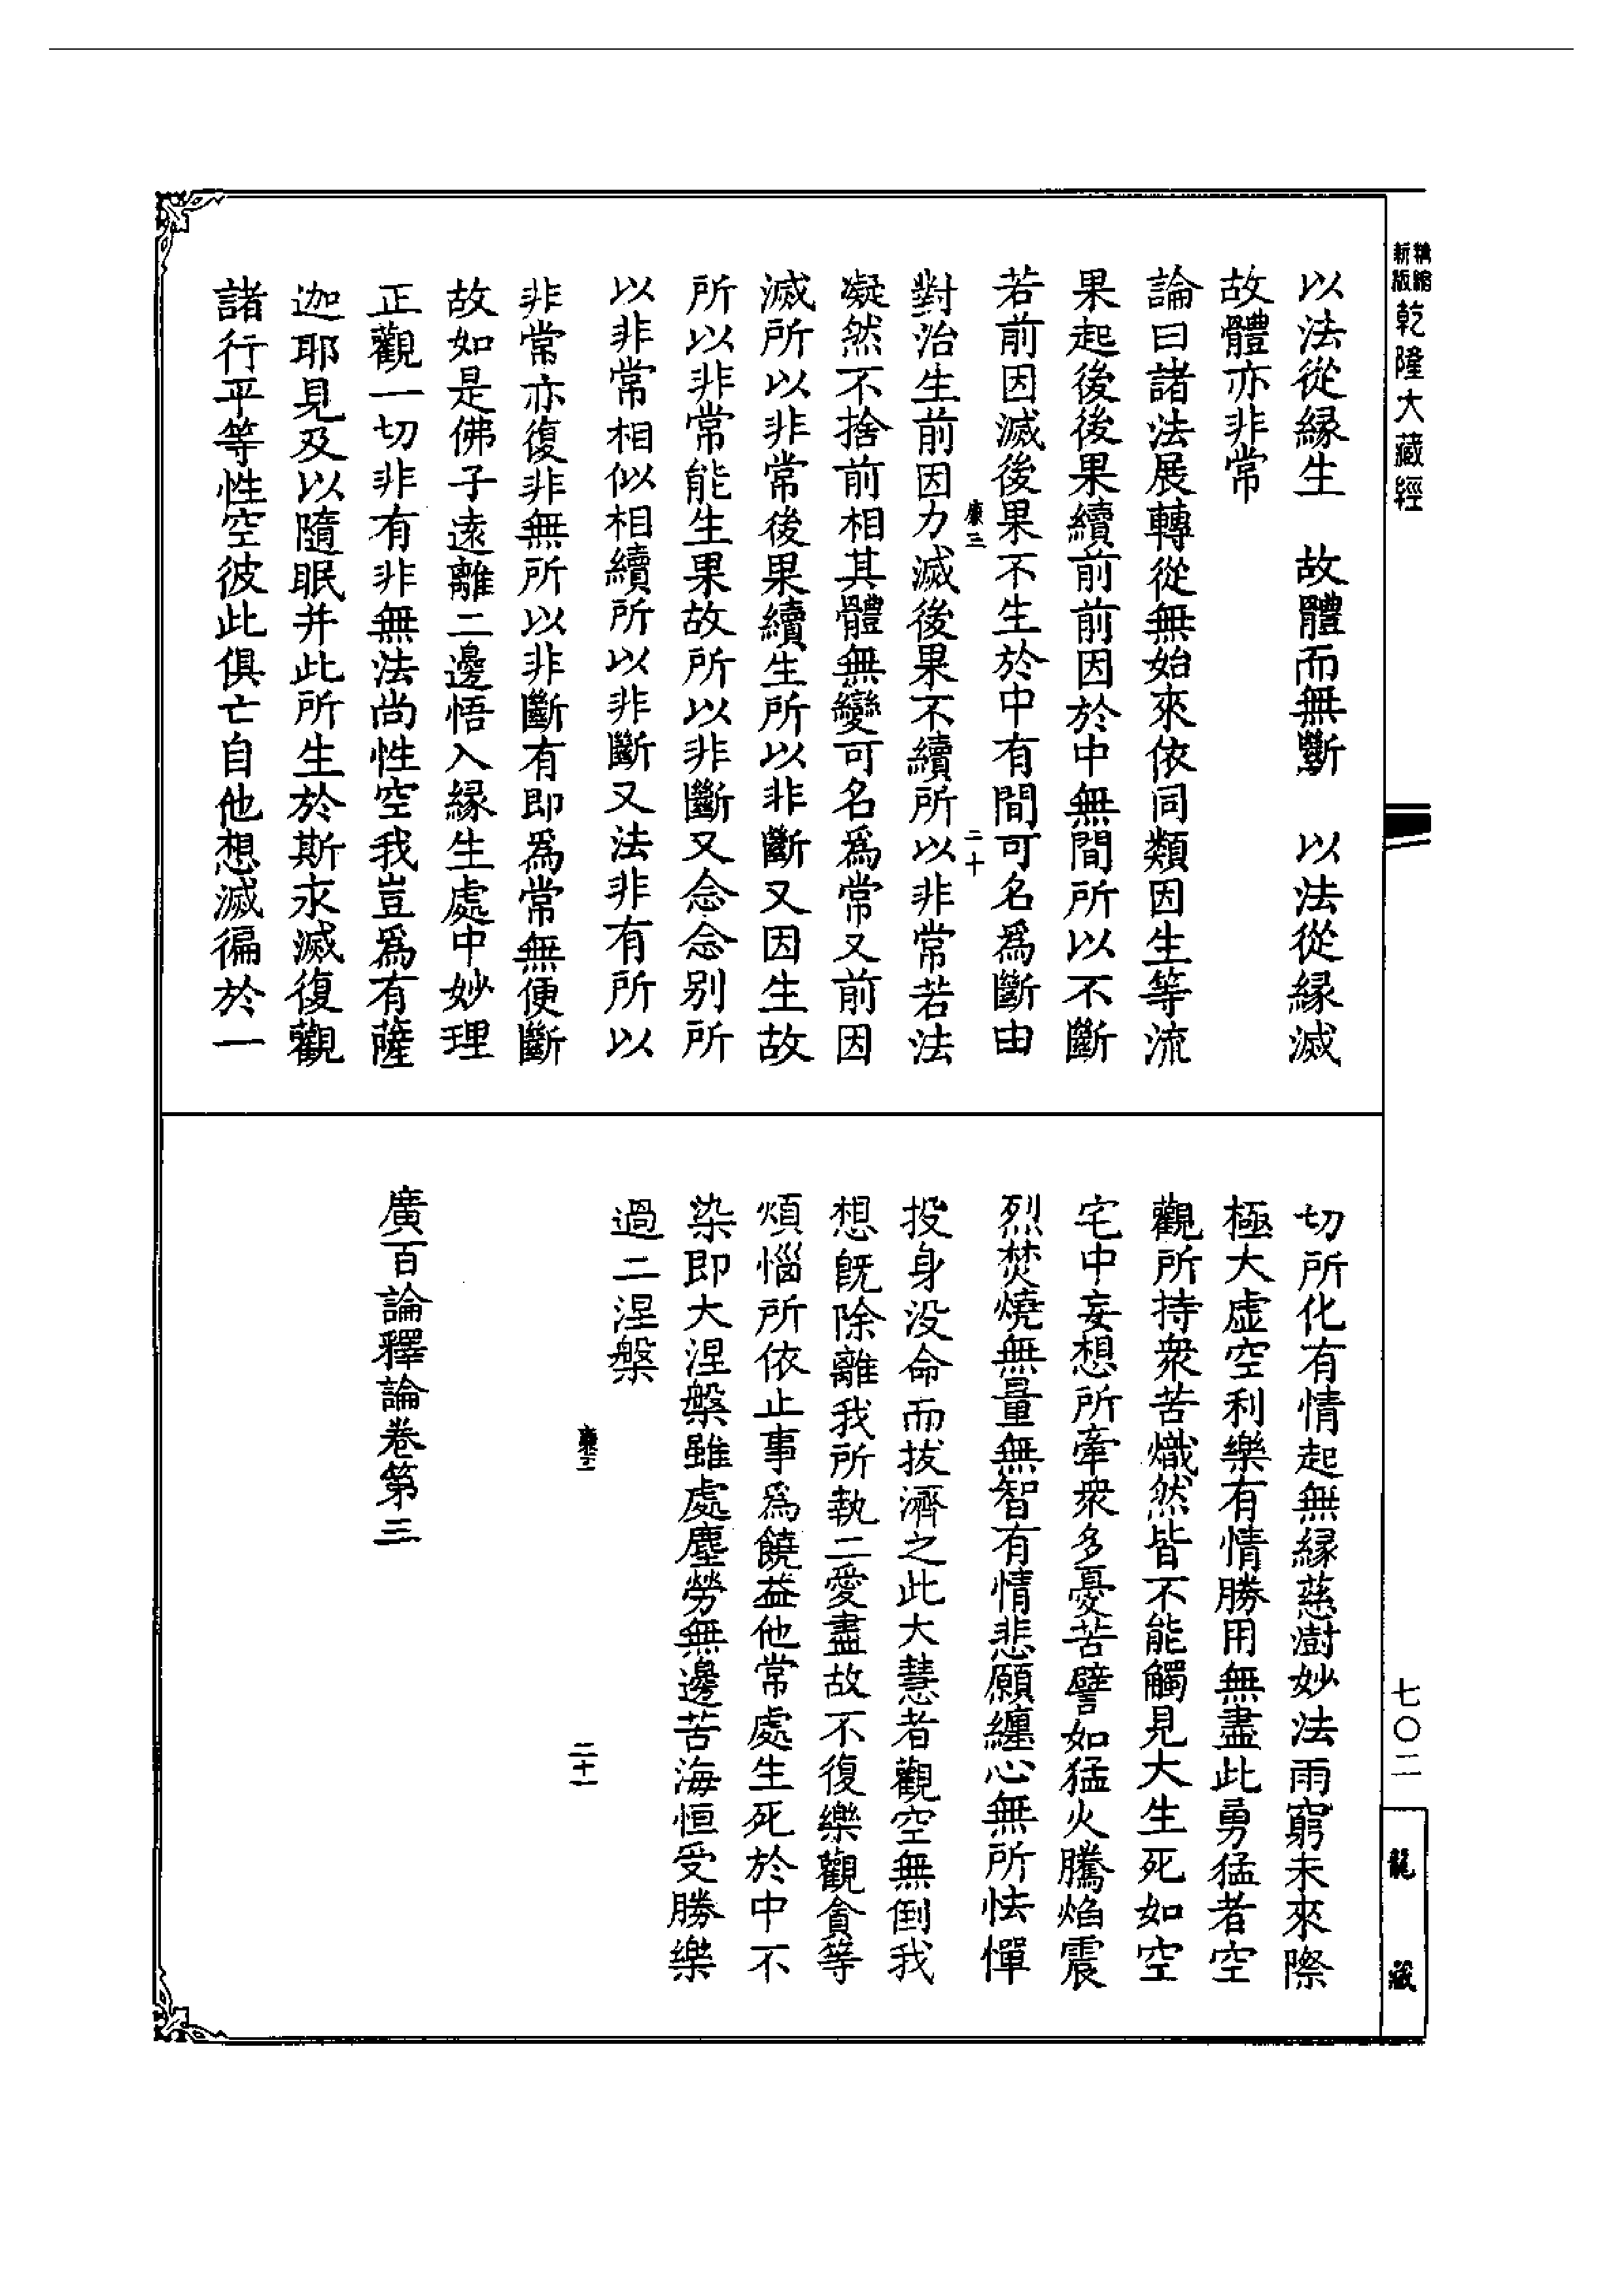 精縮新版乾隆大藏經
以法從緣生　故體而無斷　以法從緣滅
故體亦非常
論曰諸法展轉從無始來依同類因生等流
果起後後果續前前因於中無間所以不斷
若前因滅後果不生於中有間可名爲斷由
康三　二十
對治生前因力滅後果不續所以非常若法
凝然不捨前相其體無變可名爲常又前因
滅所以非常後果續生所以非斷又因生故
所以非常能生果故所以非斷又念念別所
以非常相似相續所以非斷又法非有所以
非常亦復非無所以非斷有即爲常無便斷
故如是佛子遠離二邊悟入緣生處中妙理
正觀一切非有非無法尚性空我豈爲有薩
迦耶見及以隨眠并此所生於斯永滅復觀
諸行平等性空彼此俱亡自他想滅徧於一
切所化有情起無緣慈澍妙法雨窮未來際
極大虛空利樂有情勝用無盡此勇猛者空
觀所持衆苦熾然皆不能觸見大生死如空
宅中妄想所牽衆多憂苦譬如猛火騰焰震
烈焚燒無量無智有情悲願纏心無所怯憚
投身没命而拔濟之此大慧者觀空無倒我
想旣除離我所執二愛盡故不復樂觀貪等
煩惱所依止事爲饒益他常處生死於中不
染即大涅槃雖處塵勞無邊苦海恒受勝樂
過二涅槃
康三　二十一
廣百論釋論卷第三
七〇二
龍藏